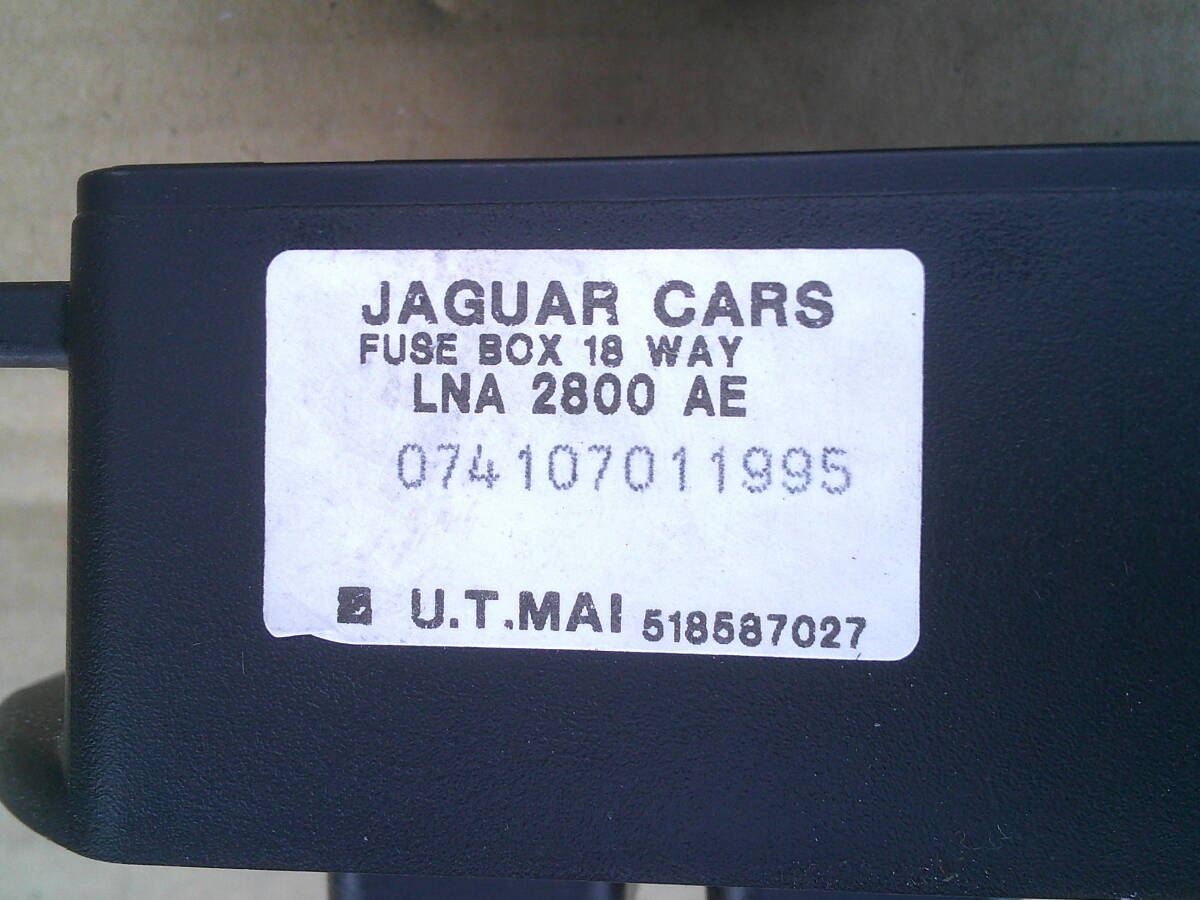 JAGUAR CARS
FUSE BOX 18 WAY
LNA 2800 AE
074107011995
U.T.MAI 518587027